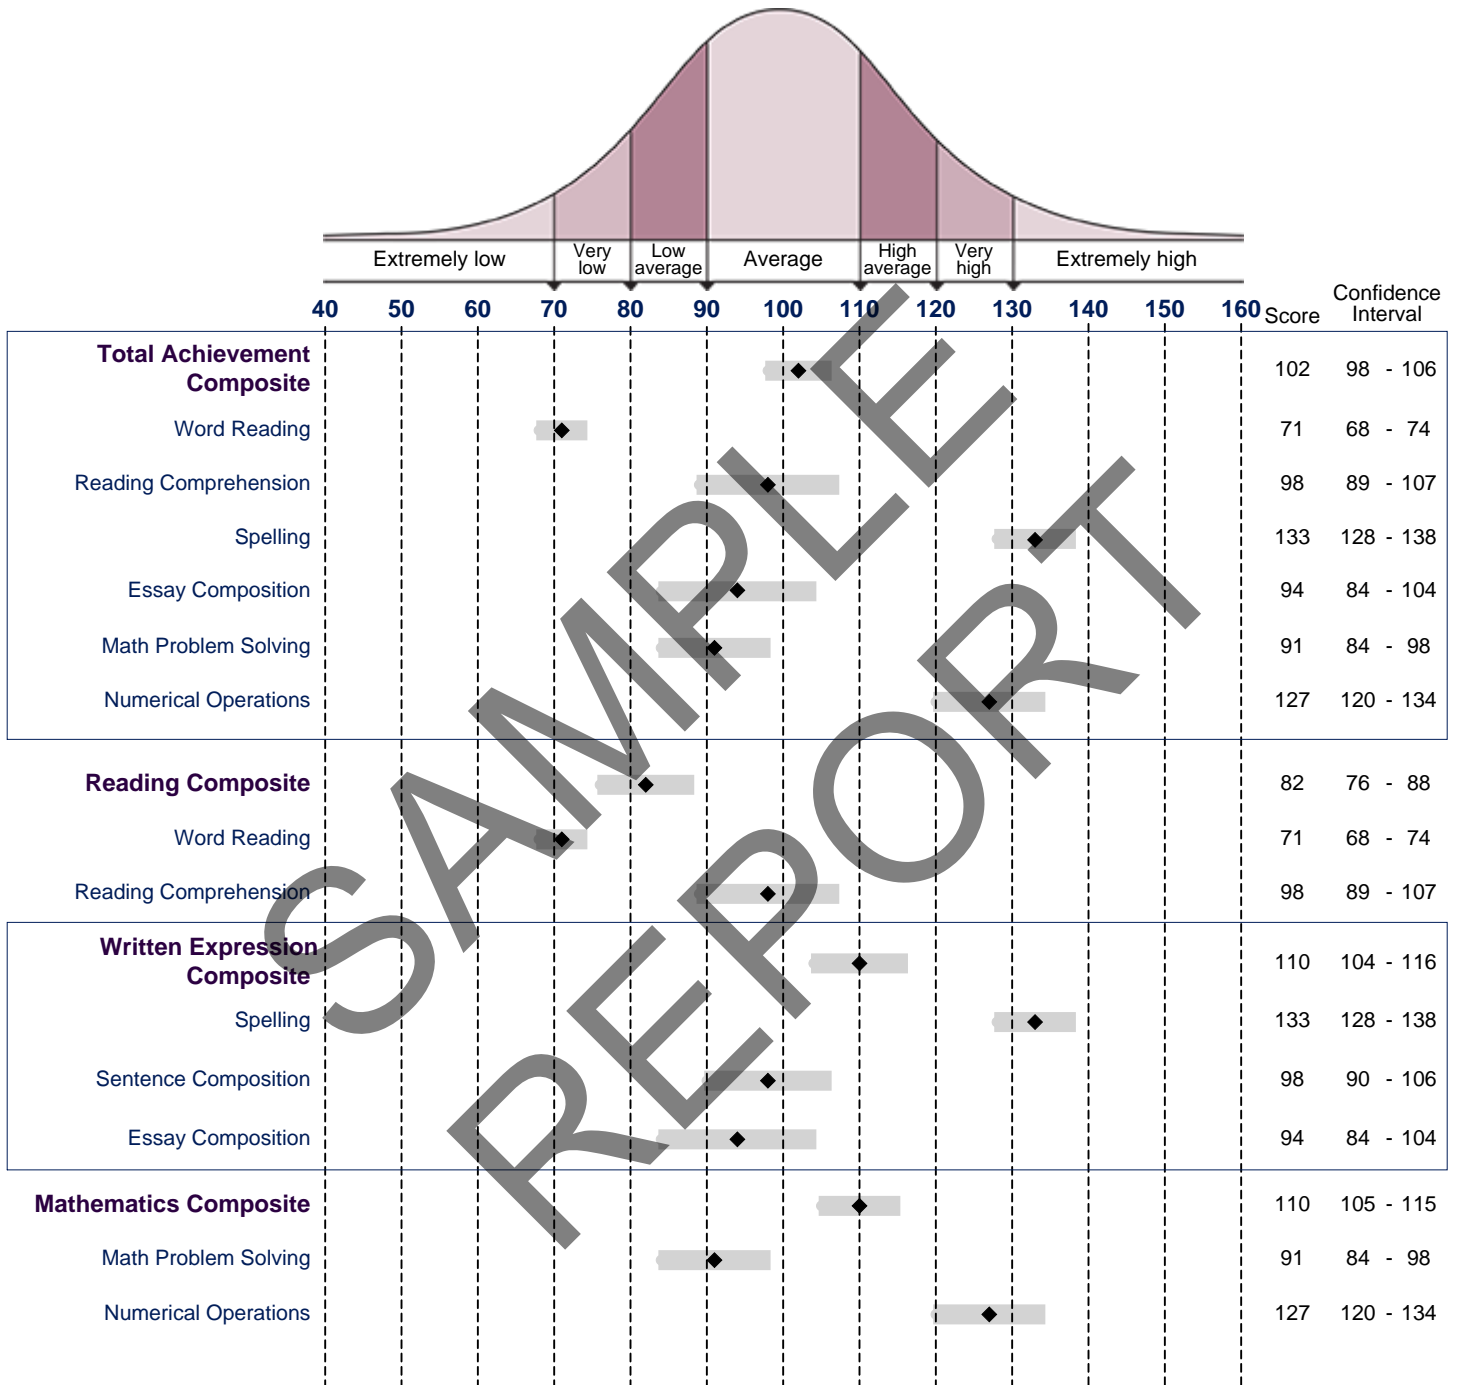 Extremely low Very low Low average Average High average Very high Extremely high
40 50 60 70 80 90 100 110 120 130 140 150 160 Score Confidence Interval
Total Achievement
Composite 102 98 - 106
Word Reading 71 68 - 74
Reading Comprehension 98 89 - 107
Spelling 133 128 - 138
Essay Composition 94 84 - 104
Math Problem Solving 91 84 - 98
Numerical Operations 127 120 - 134
Reading Composite 82 76 - 88
Word Reading 71 68 - 74
Reading Comprehension 98 89 - 107
Written Expression
Composite 110 104 - 116
Spelling 133 128 - 138
Sentence Composition 98 90 - 106
Essay Composition 94 84 - 104
Mathematics Composite 110 105 - 115
Math Problem Solving 91 84 - 98
Numerical Operations 127 120 - 134
SAMPLE
REPORT